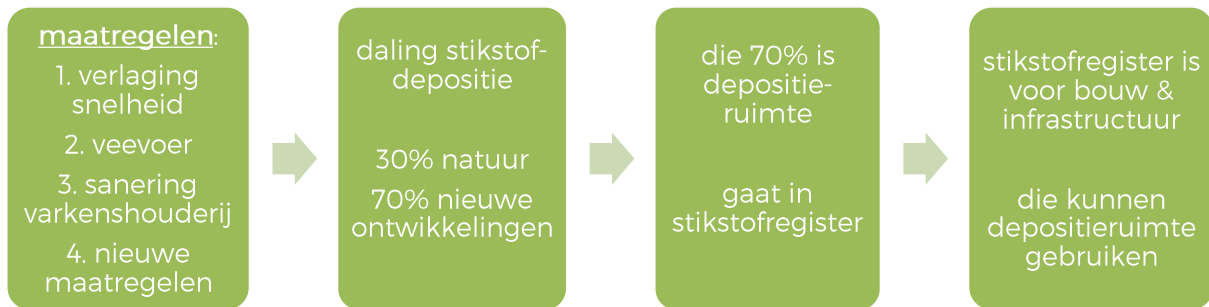 maatregelen:
1. verlaging
snelheid
2. veevoer
3. sanering
varkenshouderij
4. nieuwe
maatregelen
daling stikstof-
depositie
30% natuur
70% nieuwe
ontwikkelingen
die 70% is
depositie-
ruimte
gaat in
stikstofregister
stikstofregister is
voor bouw &
infrastructuur
die kunnen
depositieruimte
gebruiken